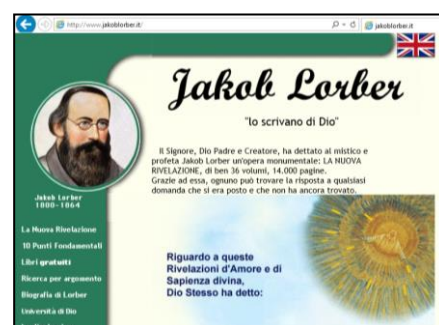 http://www.jakoblorber.it/
jakoblorber.it
Jakob Lorber
"lo scrivano di Dio"
Il Signore, Dio Padre e Creatore, ha dettato al mistico e
profeta Jakob Lorber un'opera monumentale: LA NUOVA
RIVELAZIONE, di ben 36 volumi, 14.000 pagine.
Grazie ad essa, ognuno può trovare la risposta a qualsiasi
domanda che si era posto e che non ha ancora trovato.
Jakob Lorber
1800-1864
La Nuova Rivelazione
10 Punti Fondamentali
Libri gratuiti
Ricerca per argomento
Biografia di Lorber
Università di Dio
Riguardo a queste
Rivelazioni d'Amore e di
Sapienza divina,
Dio Stesso ha detto: